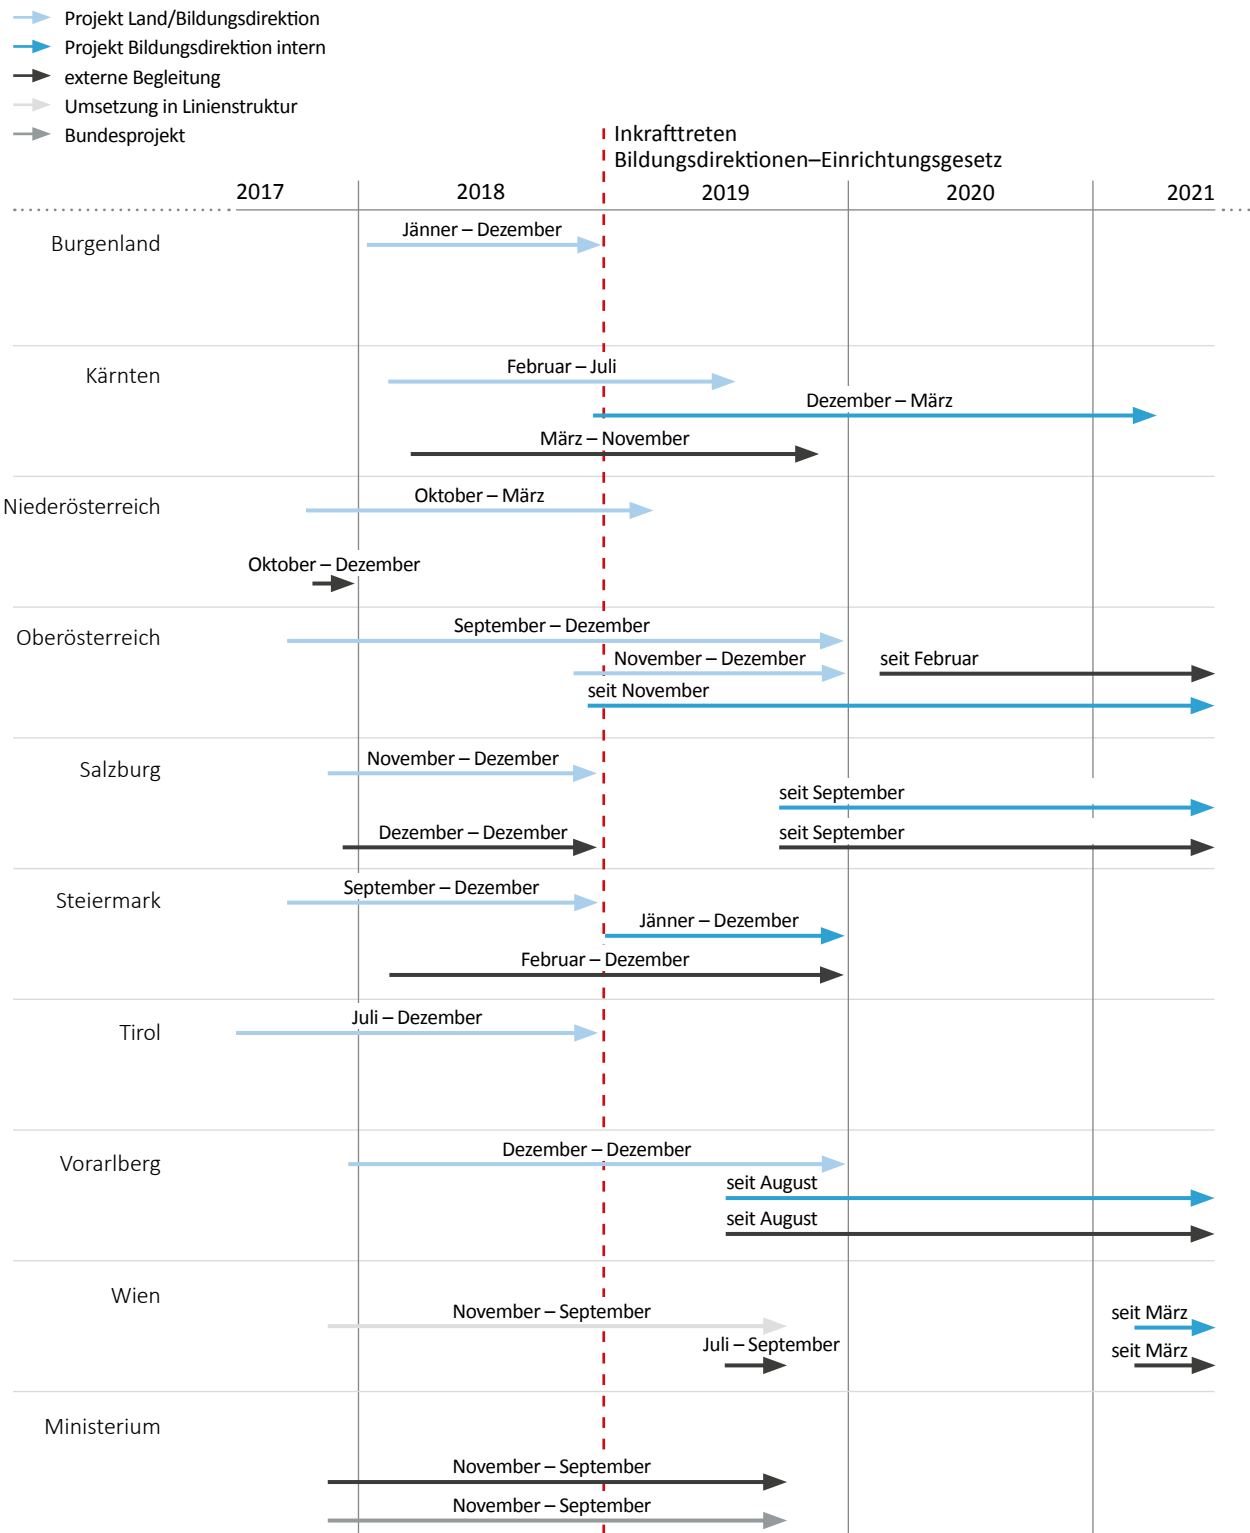 Projekt Land/Bildungsdirektion
Projekt Bildungsdirektion intern
externe Begleitung
Umsetzung in Linienstruktur
Bundesprojekt
Inkrafttreten
Bildungsdirektionen–Einrichtungsgesetz
2017 2018 2019 2020 2021
Burgenland
Jänner – Dezember
Kärnten
Februar – Juli
Dezember – März
März – November
Niederösterreich
Oktober – März
Oktober – Dezember
Oberösterreich
September – Dezember
November – Dezember
seit Februar
seit November
Salzburg
November – Dezember
seit September
Dezember – Dezember
seit September
Steiermark
September – Dezember
Jänner – Dezember
Februar – Dezember
Tirol
Juli – Dezember
Vorarlberg
Dezember – Dezember
seit August
seit August
Wien
November – September
seit März
Juli – September
seit März
Ministerium
November – September
November – September